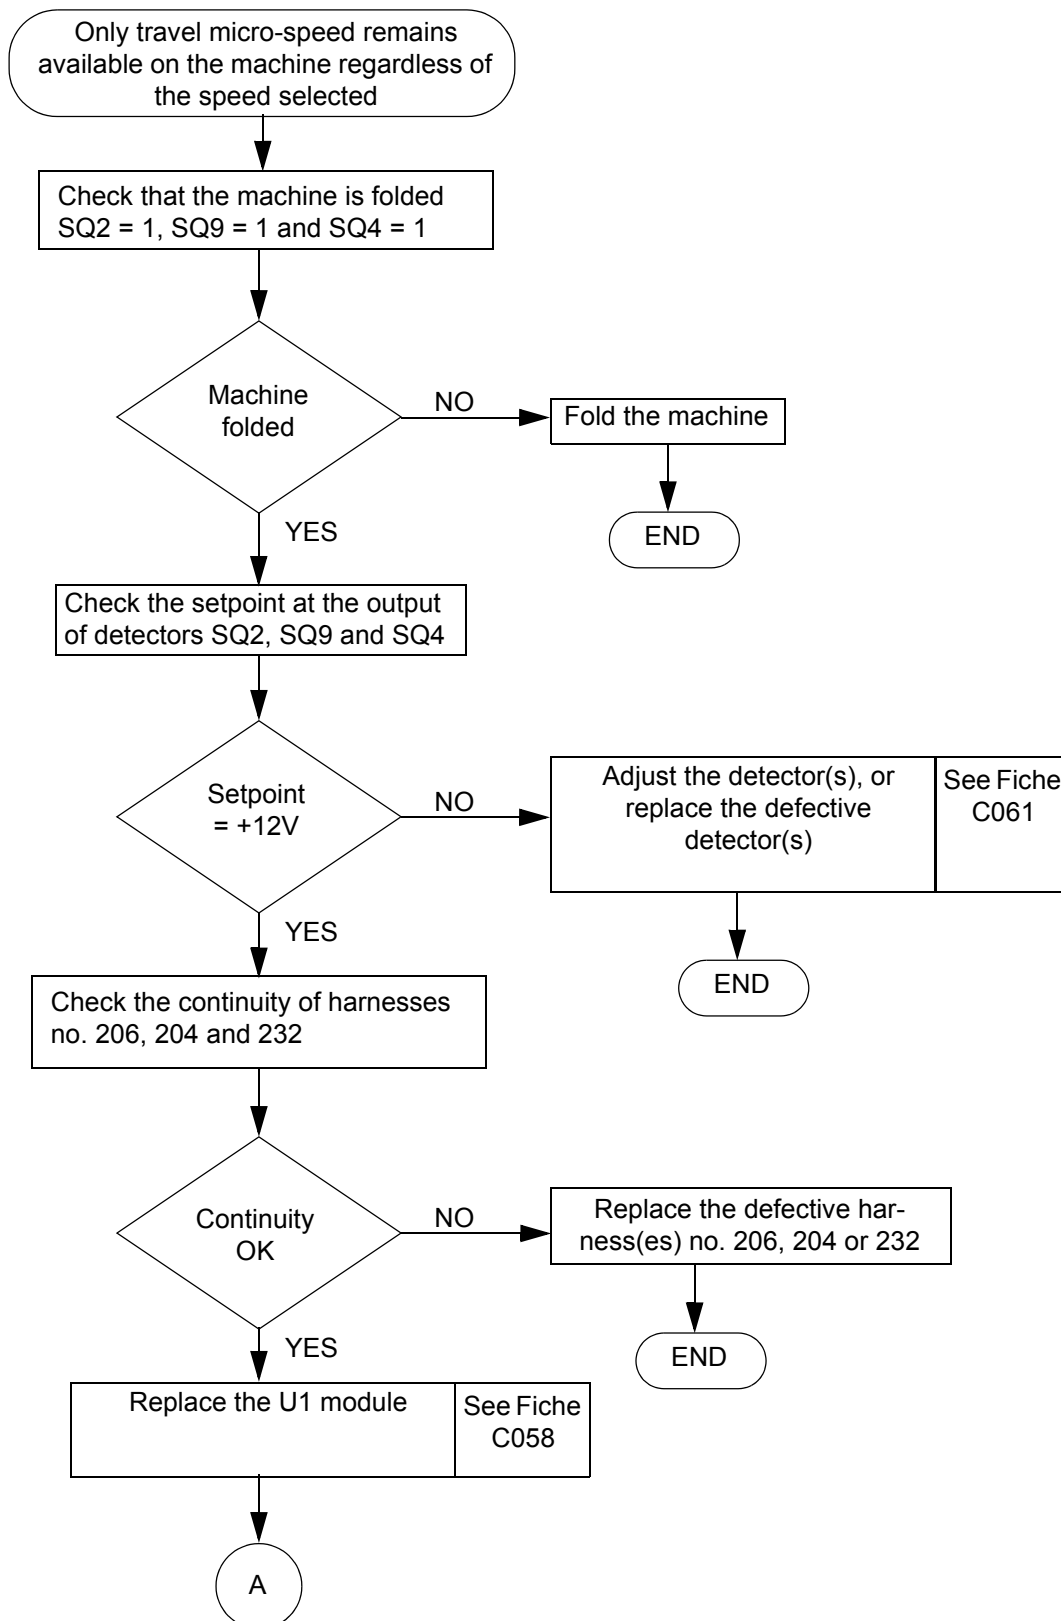 Only travel micro-speed remains
available on the machine regardless of
the speed selected
Check that the machine is folded
SQ2 = 1, SQ9 = 1 and SQ4 = 1
Machine
folded
NO
Fold the machine
END
YES
Check the setpoint at the output
of detectors SQ2, SQ9 and SQ4
Setpoint
= +12V
NO
Adjust the detector(s), or
replace the defective
detector(s)
See Fiche
C061
END
YES
Check the continuity of harnesses
no. 206, 204 and 232
Continuity
OK
NO
Replace the defective har-
ness(es) no. 206, 204 or 232
END
YES
Replace the U1 module
See Fiche
C058
A